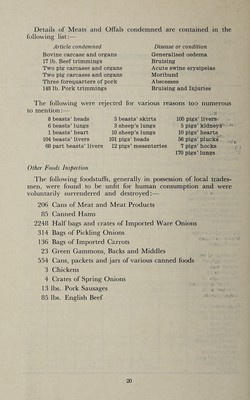 Details of Meats and Offals condemned are contained in the
following list:—
Article condemned Disease or condition
Bovine carcase and organs Generalised oedema
17 lb. Beef trimmings Bruising
Two pig carcases and organs Acute swine erysipelas
Two pig carcases and organs Moribund
Three forequarters of pork Abscesses
148 lb. Pork trimmings Bruising and Injuries
The following were rejected for various reasons too numerous
to mention:—
8 beasts' heads 5 beasts' skirts 105 pigs' livers
6 beasts' lungs 3 sheep's lungs 5 pigs' kidneys
1 beasts' heart 10 sheep's lungs 10 pigs' hearts
104 beasts' livers 101 pigs' heads 56 pigs' plucks
68 part beasts' livers 12 pigs' mesenteries 7 pigs' hocks
170 pigs' lungs
Other Foods Inspection
The following foodstuffs, generally in possession of local trades-
men, were found to be unfit for human consumption and were
voluntarily surrendered and destroyed:—
206 Cans of Meat and Meat Products
85 Canned Hams
2248 Half bags and crates of Imported Ware Onions
314 Bags of Pickling Onions
136 Bags of Imported Carrots
23 Green Gammons, Backs and Middles
554 Cans, packets and jars of various canned foods
3 Chickens
4 Crates of Spring Onions
13 lbs. Pork Sausages
85 lbs. English Beef
20